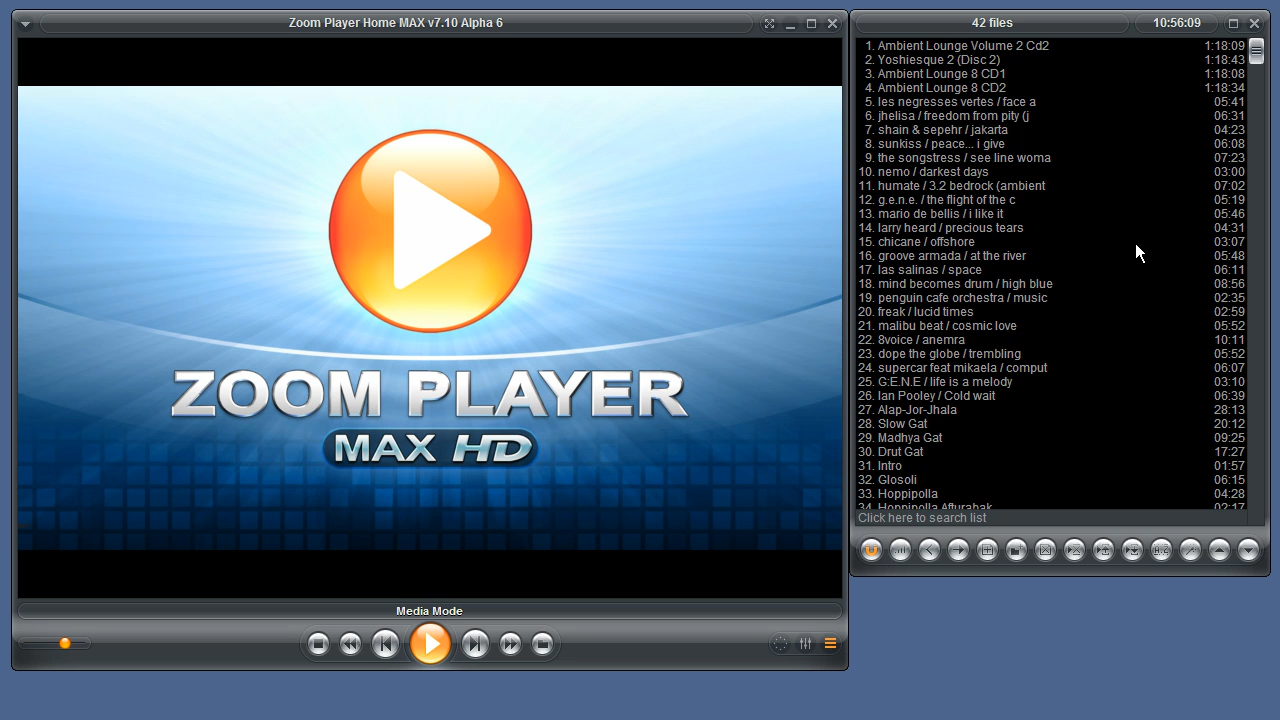 Zoom Player Home MAX v7.10 Alpha 6
ZOOM PLAYER
MAX HD
Media Mode
42 files
10:56:09
1. Ambient Lounge Volume 2 Cd2 1:18:09
2. Yoshiesque 2 (Disc 2) 1:18:43
3. Ambient Lounge 8 CD1 1:18:08
4. Ambient Lounge 8 CD2 1:18:34
5. les negresses vertes / face a 05:41
6. jhelisa / freedom from pity (j 06:31
7. shain & sepehr / jakarta 04:23
8. sunkiss / peace... i give 06:08
9. the songstress / see line woma 07:23
10. nemo / darkest days 03:00
11. humate / 3.2 bedrock (ambient 07:02
12. g.e.n.e. / the flight of the c 05:19
13. mario de bellis / i like it 05:46
14. larry heard / precious tears 04:31
15. chicane / offshore 03:07
16. groove armada / at the river 05:48
17. las salinas / space 06:11
18. mind becomes drum / high blue 08:56
19. penguin cafe orchestra / music 02:35
20. freak / lucid times 02:59
21. malibu beat / cosmic love 05:52
22. 8voice / anemra 10:11
23. dope the globe / trembling 05:52
24. supercar feat mikaela / comput 06:07
25. G:E:N:E / life is a melody 03:10
26. Ian Pooley / Cold wait 06:39
27. Alap-Jor-Jhala 28:13
28. Slow Gat 20:12
29. Madhya Gat 09:25
30. Drut Gat 17:27
31. Intro 01:57
32. Glosoli 06:15
33. Hoppipolla 04:28
34. Hoppipolla Afturabak 02:17
Click here to search list